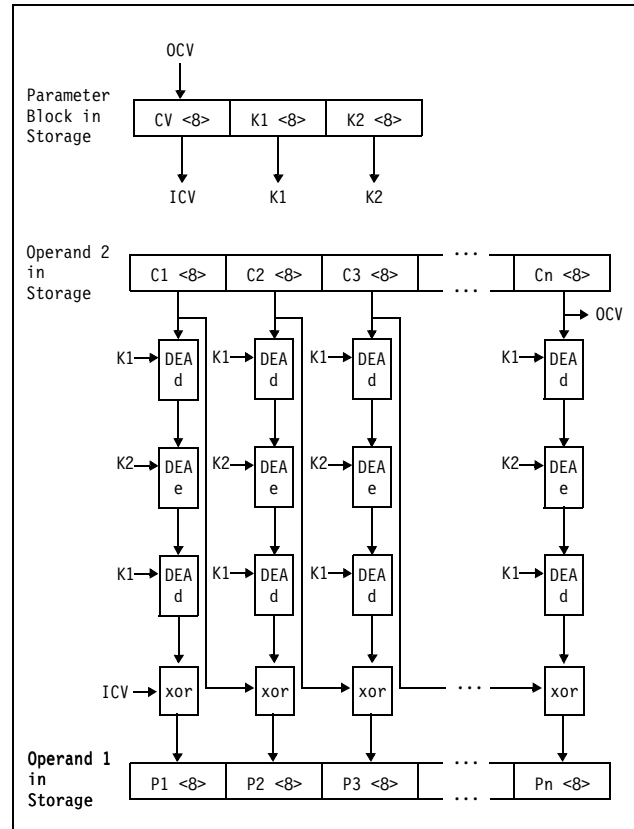 OCV
Parameter
Block in
Storage
CV <8> K1 <8> K2 <8>
ICV K1 K2
Operand 2
in
Storage
C1 <8> C2 <8> C3 <8> ... ... Cn <8>
OCV
K1 DEA d K1 DEA d K1 DEA d K1 DEA d
K2 DEA e K2 DEA e K2 DEA e K2 DEA e
K1 DEA d K1 DEA d K1 DEA d K1 DEA d
ICV xor xor xor ... xor
Operand 1
in
Storage
P1 <8> P2 <8> P3 <8> ... ... Pn <8>